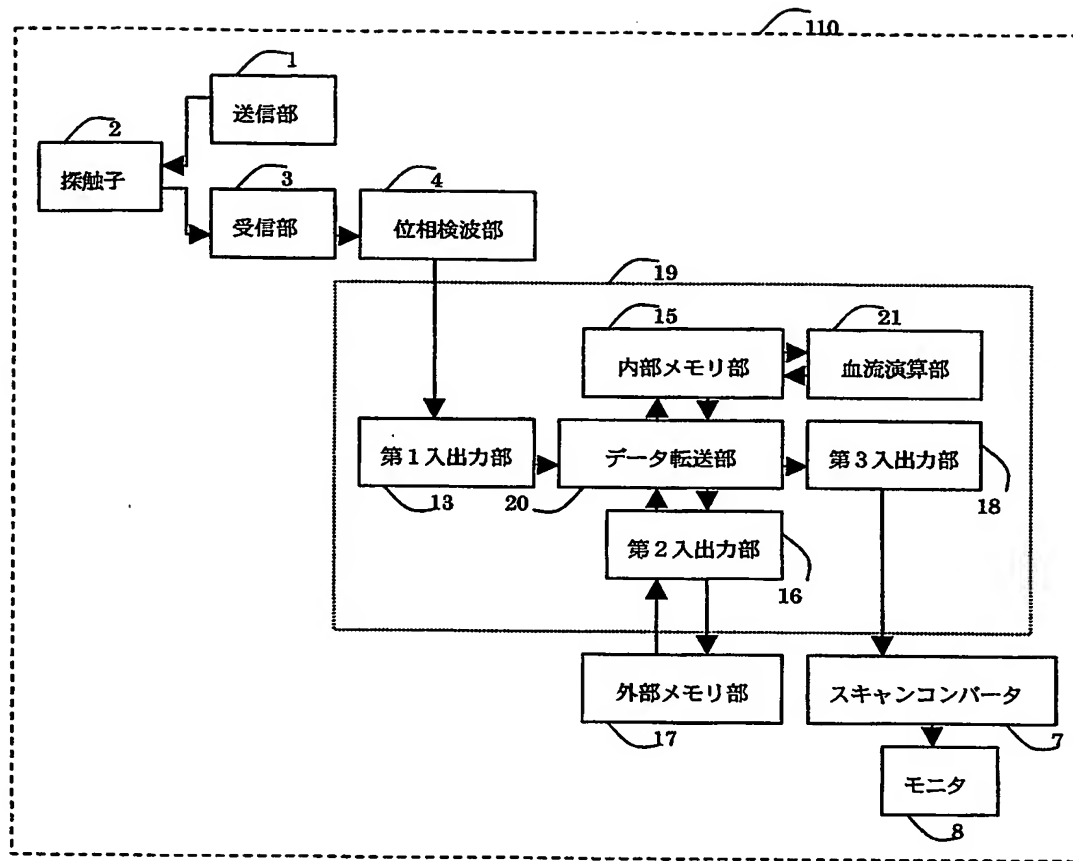 110
1
送信部
2
探触子
3
受信部
4
位相検波部
19
15
内部メモリ部
21
血流演算部
第1入出力部
13
データ転送部
20
第3入出力部
18
第2入出力部
16
外部メモリ部
17
スキャンコンバータ
7
モニタ
8